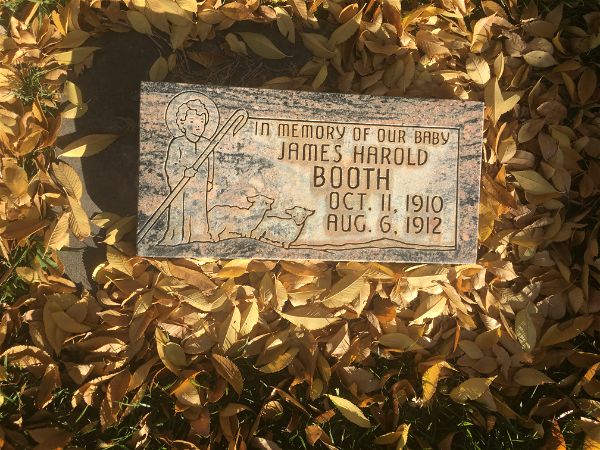 IN MEMORY OF OUR BABY
JAMES HAROLD
BOOTH
OCT. 11, 1910
AUG. 6, 1912